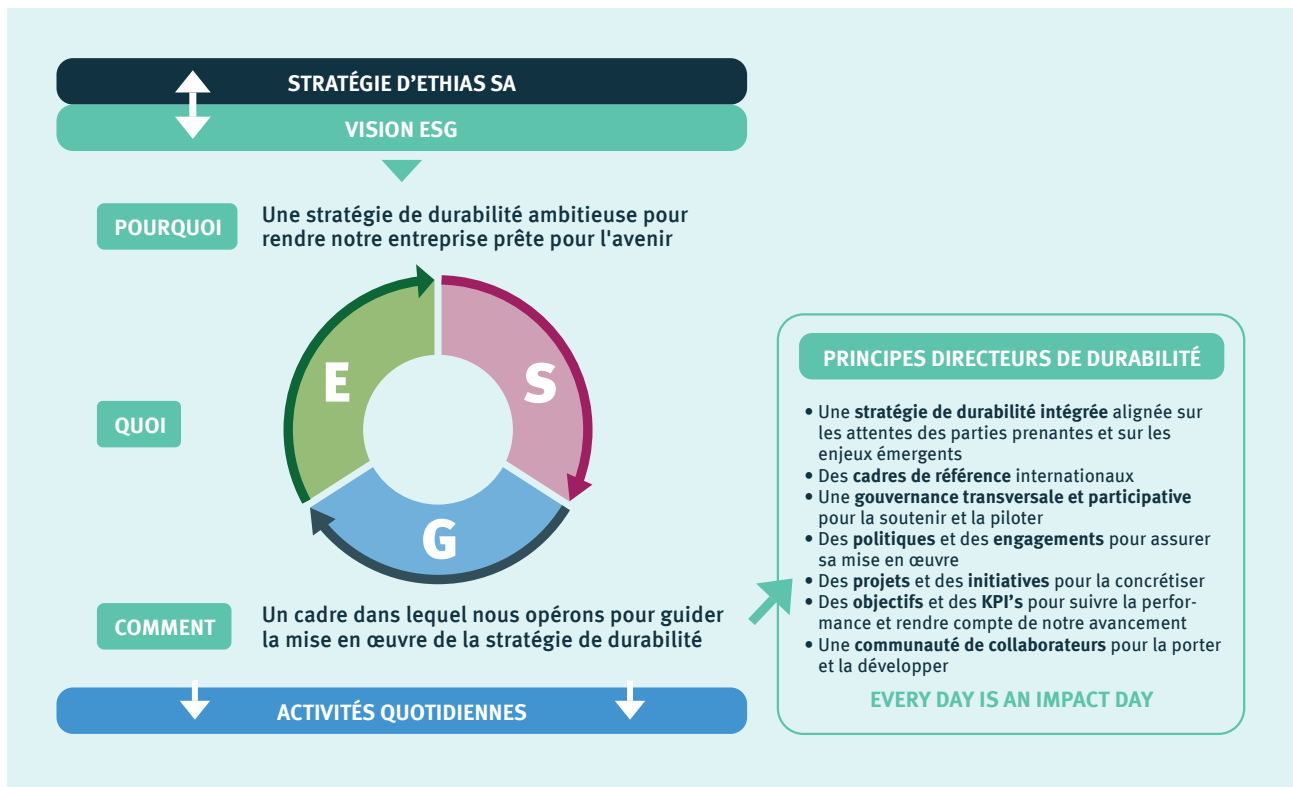 STRATÉGIE D'ETHIAS SA
VISION ESG
POURQUOI
Une stratégie de durabilité ambitieuse pour
rendre notre entreprise prête pour l'avenir
E
S
QUOI
G
COMMENT
Un cadre dans lequel nous opérons pour guider
la mise en œuvre de la stratégie de durabilité
ACTIVITÉS QUOTIDIENNES
PRINCIPES DIRECTEURS DE DURABILITÉ
• Une stratégie de durabilité intégrée alignée sur
les attentes des parties prenantes et sur les
enjeux émergents
• Des cadres de référence internationaux
• Une gouvernance transversale et participative
pour la soutenir et la piloter
• Des politiques et des engagements pour assurer
sa mise en œuvre
• Des projets et des initiatives pour la concrétiser
• Des objectifs et des KPI's pour suivre la perfor-
mance et rendre compte de notre avancement
• Une communauté de collaborateurs pour la porter
et la développer
EVERY DAY IS AN IMPACT DAY